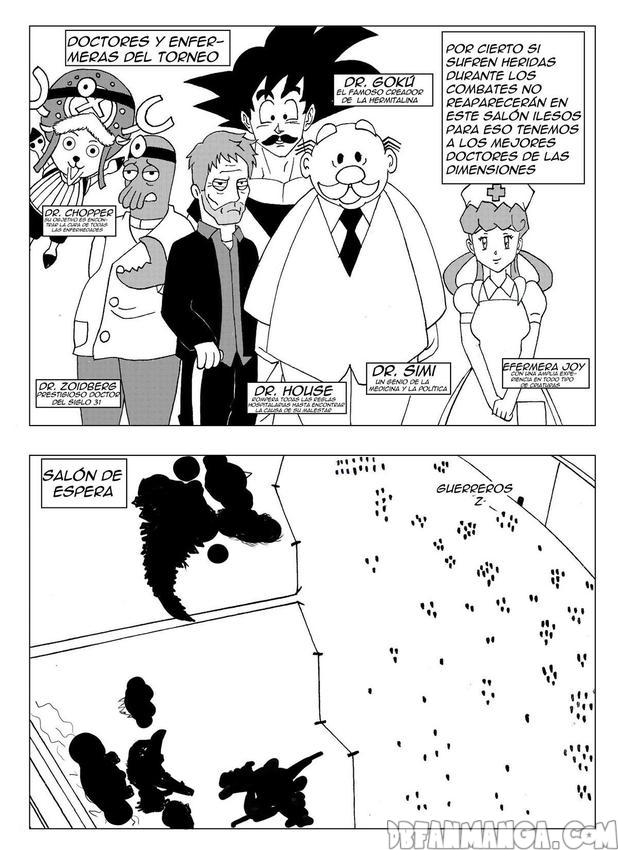 DOCTORES Y ENFER-
MERAS DEL TORNEO
DR. GOKÚ
EL FAMOSO CREADOR
DE LA HERMITALINA
POR CIERTO SI
SUFREN HERIDAS
DURANTE LOS
COMBATES NO
REAPARECERÁN EN
ESTE SALÓN ILESOS
PARA ESO TENEMOS
A LOS MEJORES
DOCTORES DE LAS
DIMENSIONES
DR. CHOPPER
SU OBJETIVO ES ENCON-
TRAR LA CURA DE TODAS
LAS ENFERMEDADES
DR. ZOIDBERG
PRESTIGIOSO DOCTOR
DEL SIGLO 31
DR. HOUSE
ROMPERA TODAS LAS REGLAS
HOSPITALARIAS HASTA ENCONTRAR
LA CAUSA DE SU MALESTAR
DR. SIMI
UN GENIO DE LA
MEDICINA Y LA POLÍTICA
EFERMERA JOY
CON UNA AMPLIA EXPE-
RIENCIA EN TODO TIPO
DE CRIATURAS
SALÓN DE
ESPERA
GUERREROS
Z
DBFANMANGA.COM